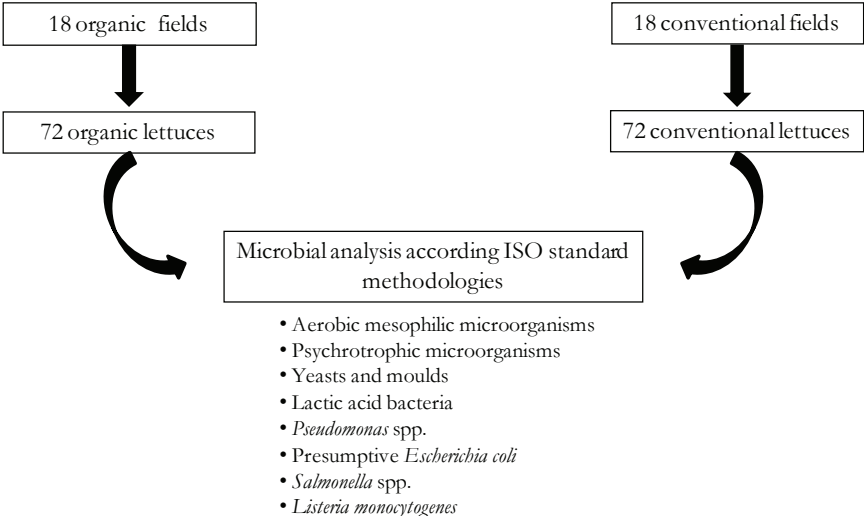 18 organic fields
18 conventional fields
72 organic lettuces
72 conventional lettuces
Microbial analysis according ISO standard
methodologies
• Aerobic mesophilic microorganisms
• Psychrotrophic microorganisms
• Yeasts and moulds
• Lactic acid bacteria
• Pseudomonas spp.
• Presumptive Escherichia coli
• Salmonella spp.
• Listeria monocytogenes